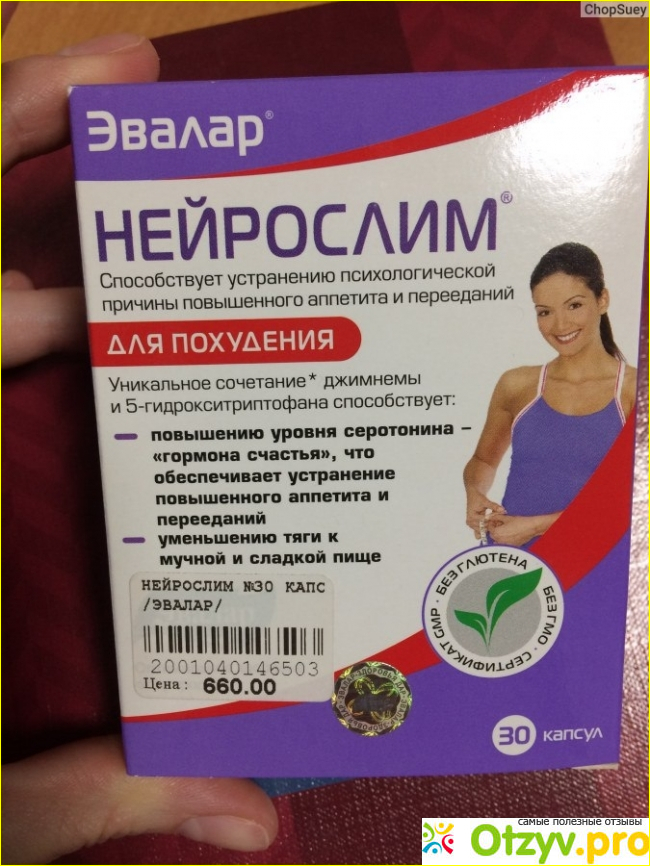 ChopSuey
Эвалар®
НЕЙРОСЛИМ®
Способствует устранению психологической
причины повышенного аппетита и перееданий
ДЛЯ ПОХУДЕНИЯ
Уникальное сочетание* джимнемы
и 5-гидрокситриптофана способствует:
– повышению уровня серотонина –
«гормона счастья», что
обеспечивает устранение
повышенного аппетита и
перееданий
– уменьшению тяги к
мучной и сладкой пище
НЕЙРОСЛИМ №30 КАПС
/ЭВАЛАР/
2001040146503
Цена: 660.00
БЕЗ ГЛЮТЕНА · БЕЗ ГМО · СЕРТИФИКАТ GMP ·
30 капсул
самые полезные отзывы
Otzyv.pro